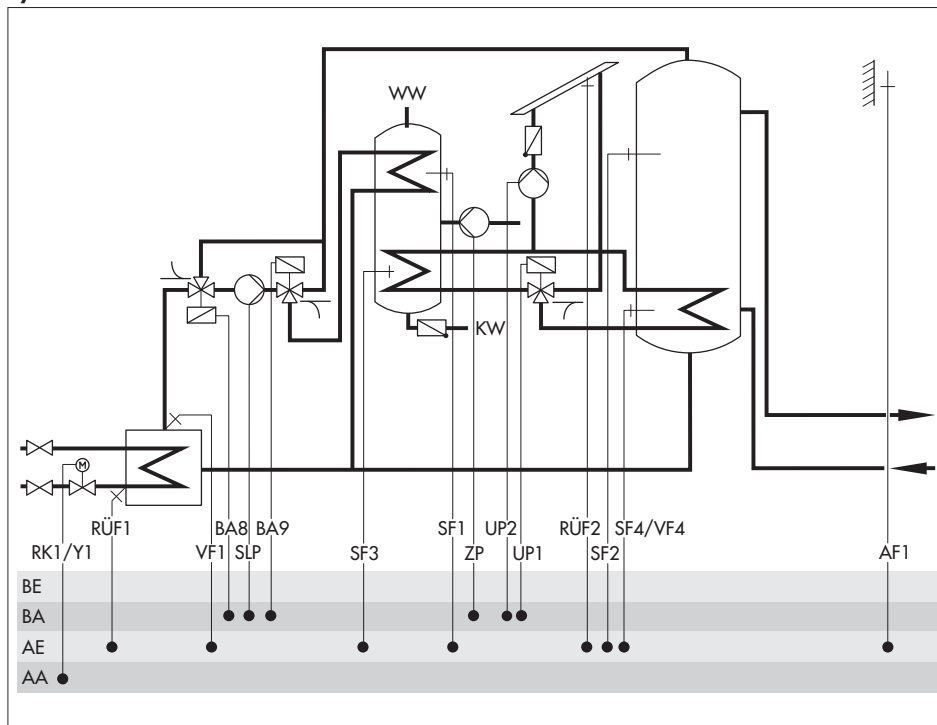 WW
KW
M
RÜF1 BA8 BA9 SF1 UP2 RÜF2 SF4/VF4
RK1/Y1 VF1 SLP SF3 ZP UP1 SF2 AF1
BE
BA
AE
AA